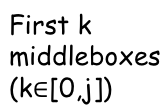 First k
middleboxes
(k∈[0,j])